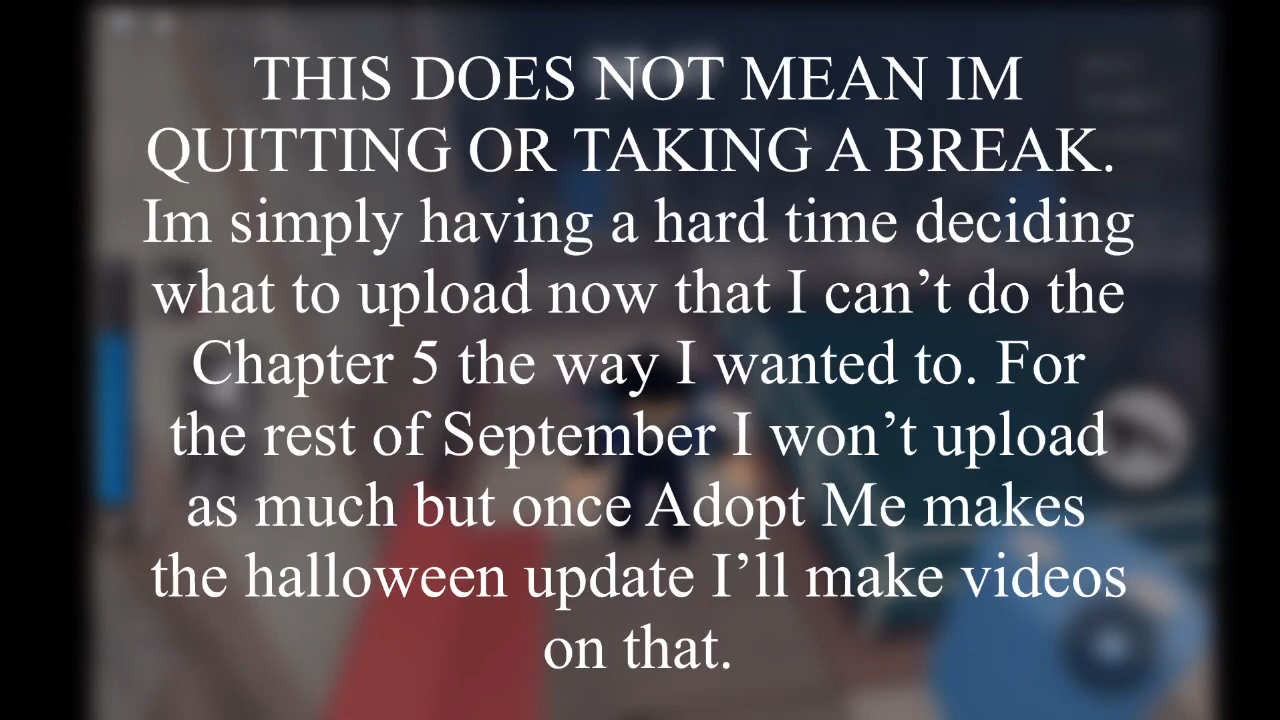 THIS DOES NOT MEAN IM
QUITTING OR TAKING A BREAK.
Im simply having a hard time deciding
what to upload now that I can’t do the
Chapter 5 the way I wanted to. For
the rest of September I won’t upload
as much but once Adopt Me makes
the halloween update I’ll make videos
on that.